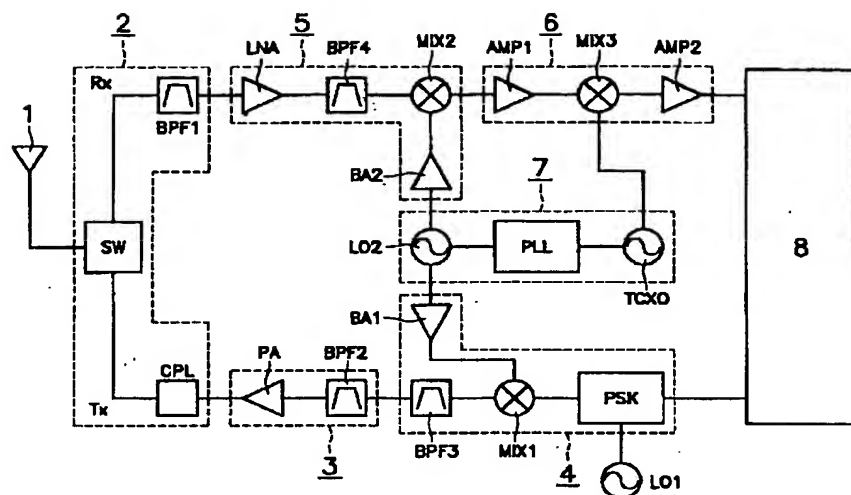 2
5
6
LNA
BPF4
MIX2
AMP1
MIX3
AMP2
Rx
BPF1
1
BA2
7
SW
LO2
PLL
TCXO
8
BA1
CPL
PA
BPF2
PSK
Tx
BPF3
MIX1
3
4
LO1